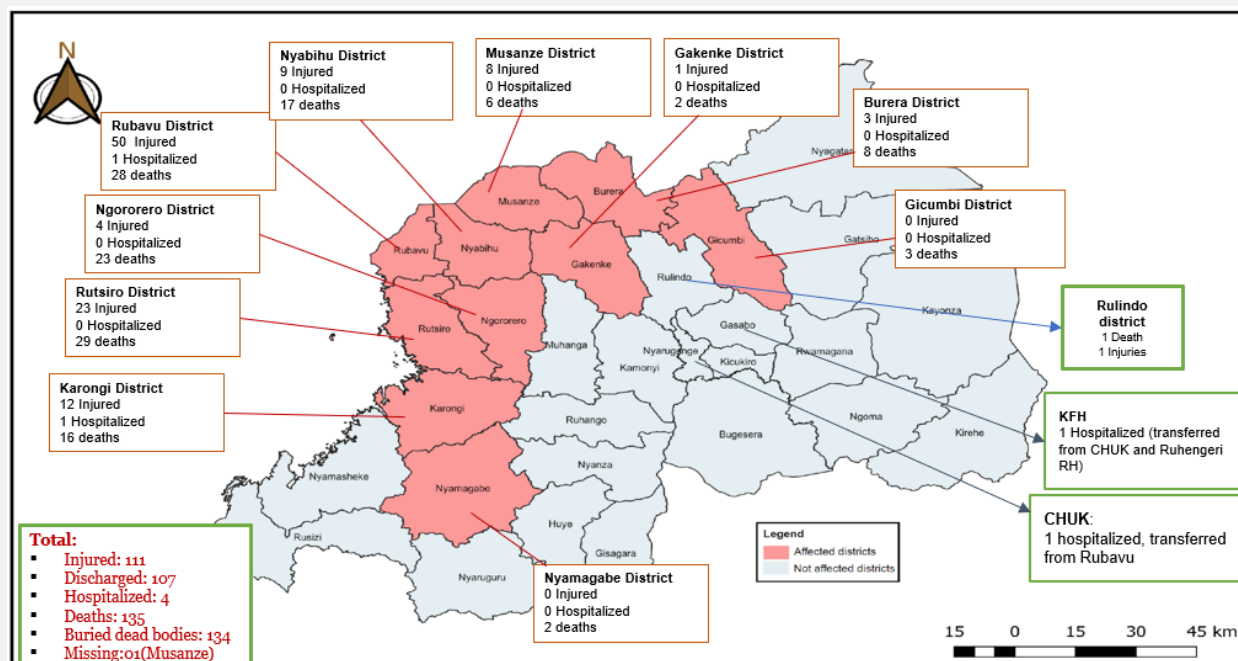 N
Nyabihu District
9 Injured
0 Hospitalized
17 deaths
Musanze District
8 Injured
0 Hospitalized
6 deaths
Gakenke District
1 Injured
0 Hospitalized
2 deaths
Burera District
3 Injured
0 Hospitalized
8 deaths
Rubavu District
50 Injured
1 Hospitalized
28 deaths
Ngororero District
4 Injured
0 Hospitalized
23 deaths
Gicumbi District
0 Injured
0 Hospitalized
3 deaths
Rutsiro District
23 Injured
0 Hospitalized
29 deaths
Rulindo
district
1 Death
1 Injuries
Karongi District
12 Injured
1 Hospitalized
16 deaths
KFH
1 Hospitalized (transferred
from CHUK and Ruhengeri
RH)
CHUK:
1 hospitalized, transferred
from Rubavu
Nyamagabe District
0 Injured
0 Hospitalized
2 deaths
Nyagatar
Burera
Musanze
Gicumbi
Gatsibo
Rubavu
Nyabihu
Gakenke
Rulindo
Kayonza
Rutsiro
Ngororero
Gasabo
Muhanga
Nyarugenge
Rwamagana
Kicukiro
Kamonyi
Karongi
Ruhango
Ngoma
Bugesera
Kirehe
Nyamasheke
Nyanza
Nyamagabe
Huye
Rusizi
Gisagara
Nyaruguru
Legend
Affected districts
Not affected districts
Total:
▪ Injured: 111
▪ Discharged: 107
▪ Hospitalized: 4
▪ Deaths: 135
▪ Buried dead bodies: 134
▪ Missing:01(Musanze)
15 0 15 30 45 km